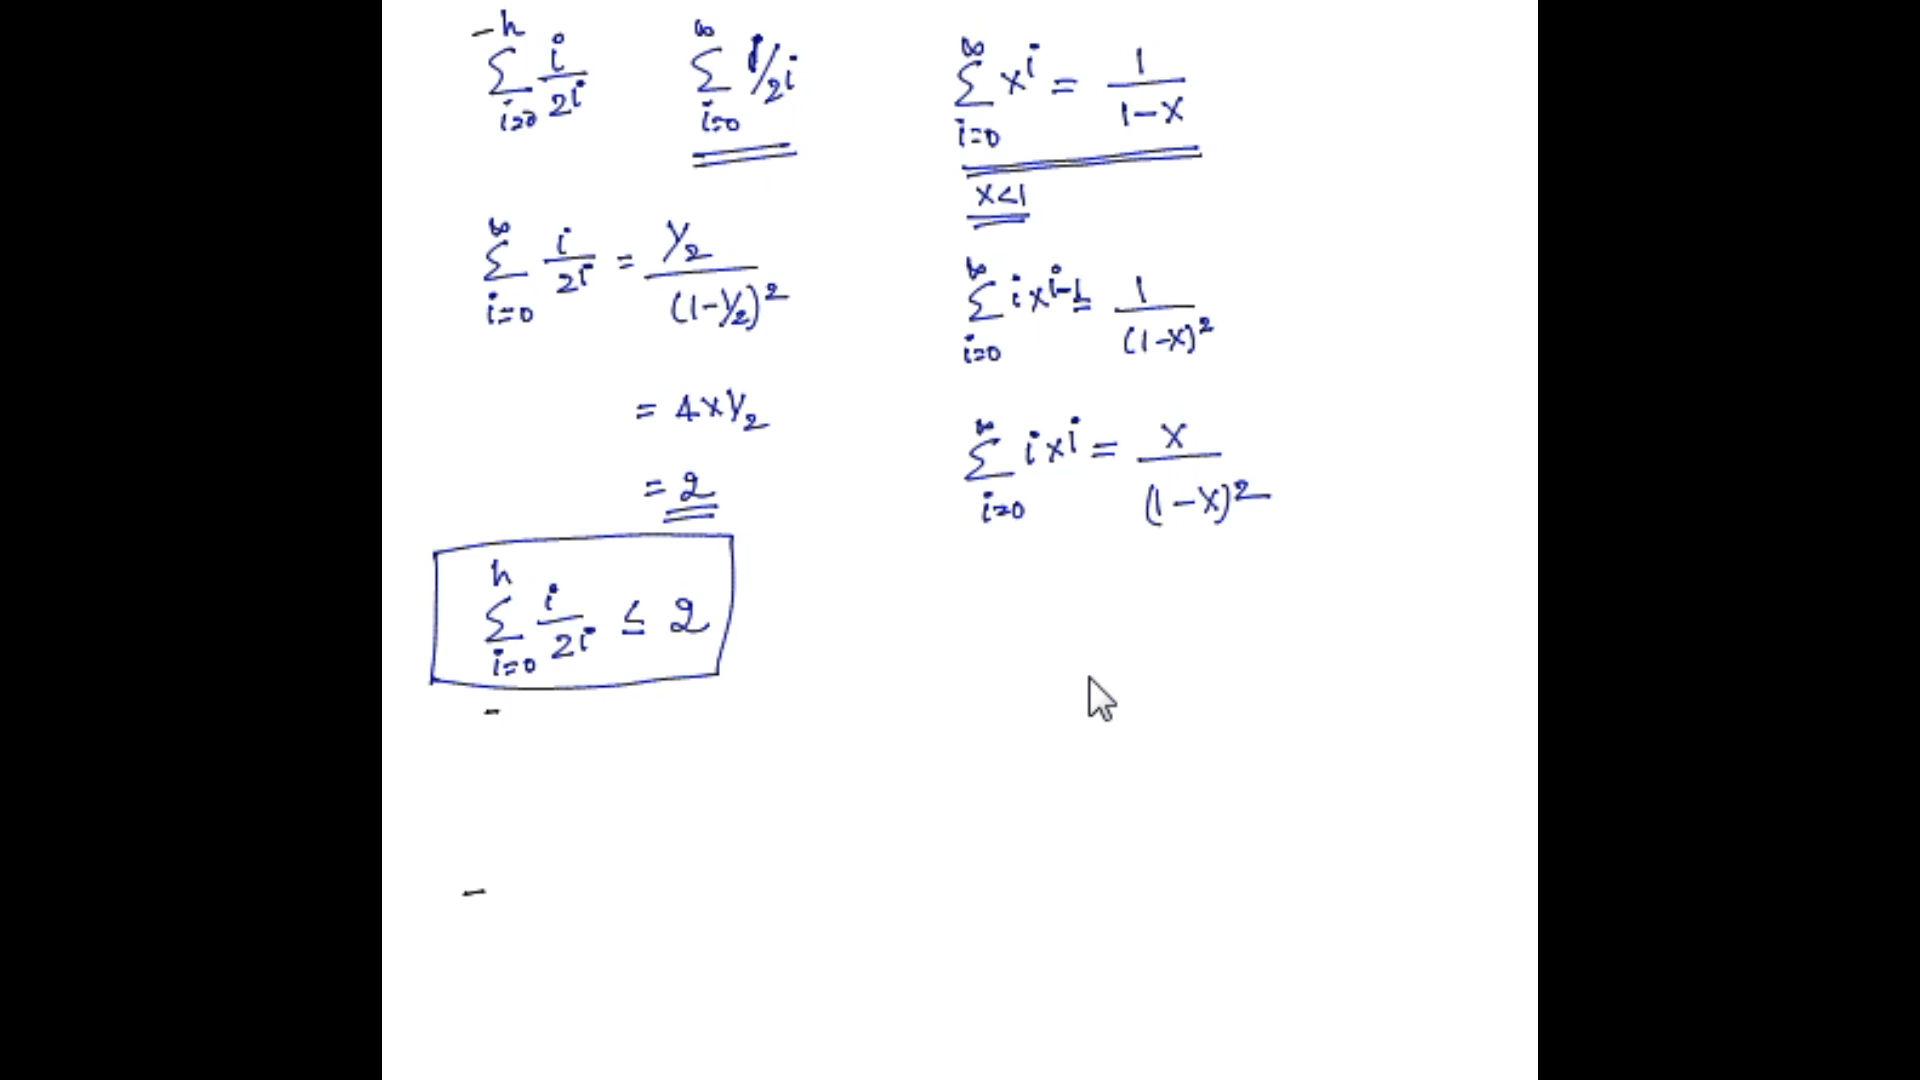 h
∑ i/2^i
i=0
∞
∑ 1/2^i
i=0
∞
∑ x^i = 1/(1-x)
i=0
x<1
∞
∑ i/2^i = 1/2/(1-1/2)^2
i=0
= 4x1/2
= 2
∞
∑ i x^(i-1) = 1/(1-x)^2
i=0
∞
∑ i x^i = x/(1-x)^2
i=0
h
∑ i/2^i ≤ 2
i=0